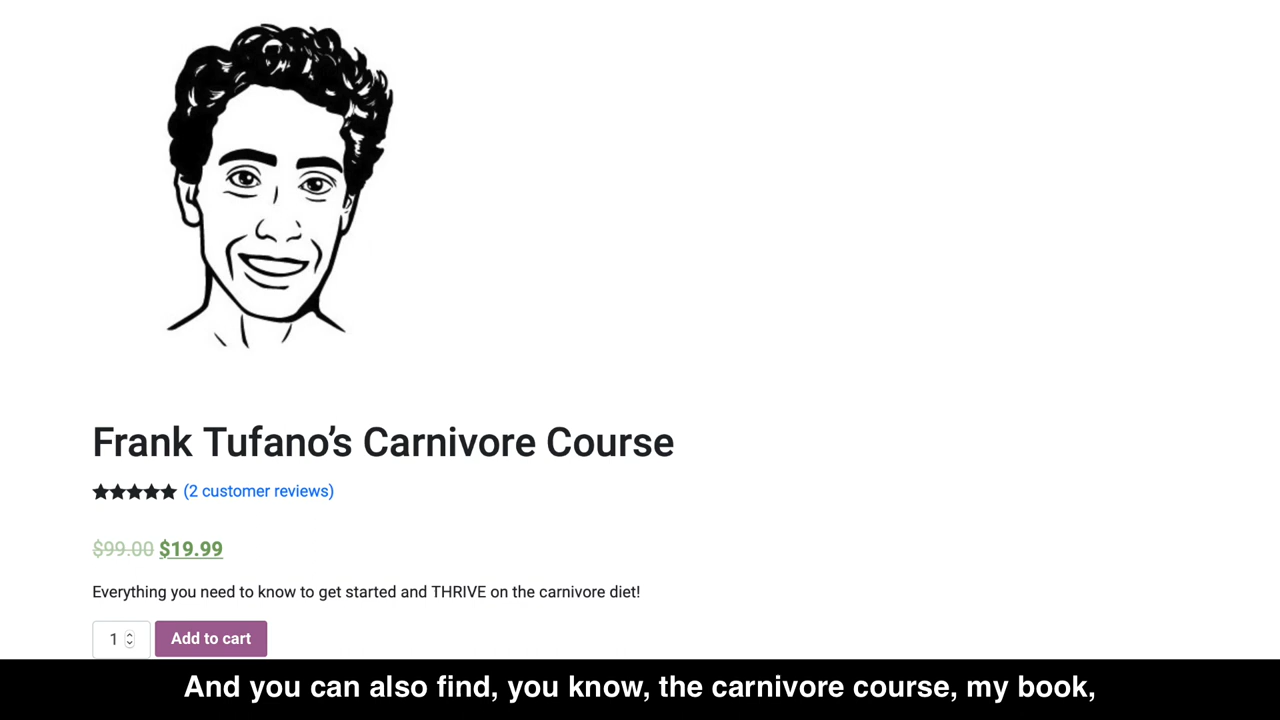 Frank Tufano’s Carnivore Course
(2 customer reviews)
$99.00 $19.99
Everything you need to know to get started and THRIVE on the carnivore diet!
1 Add to cart
And you can also find, you know, the carnivore course, my book,